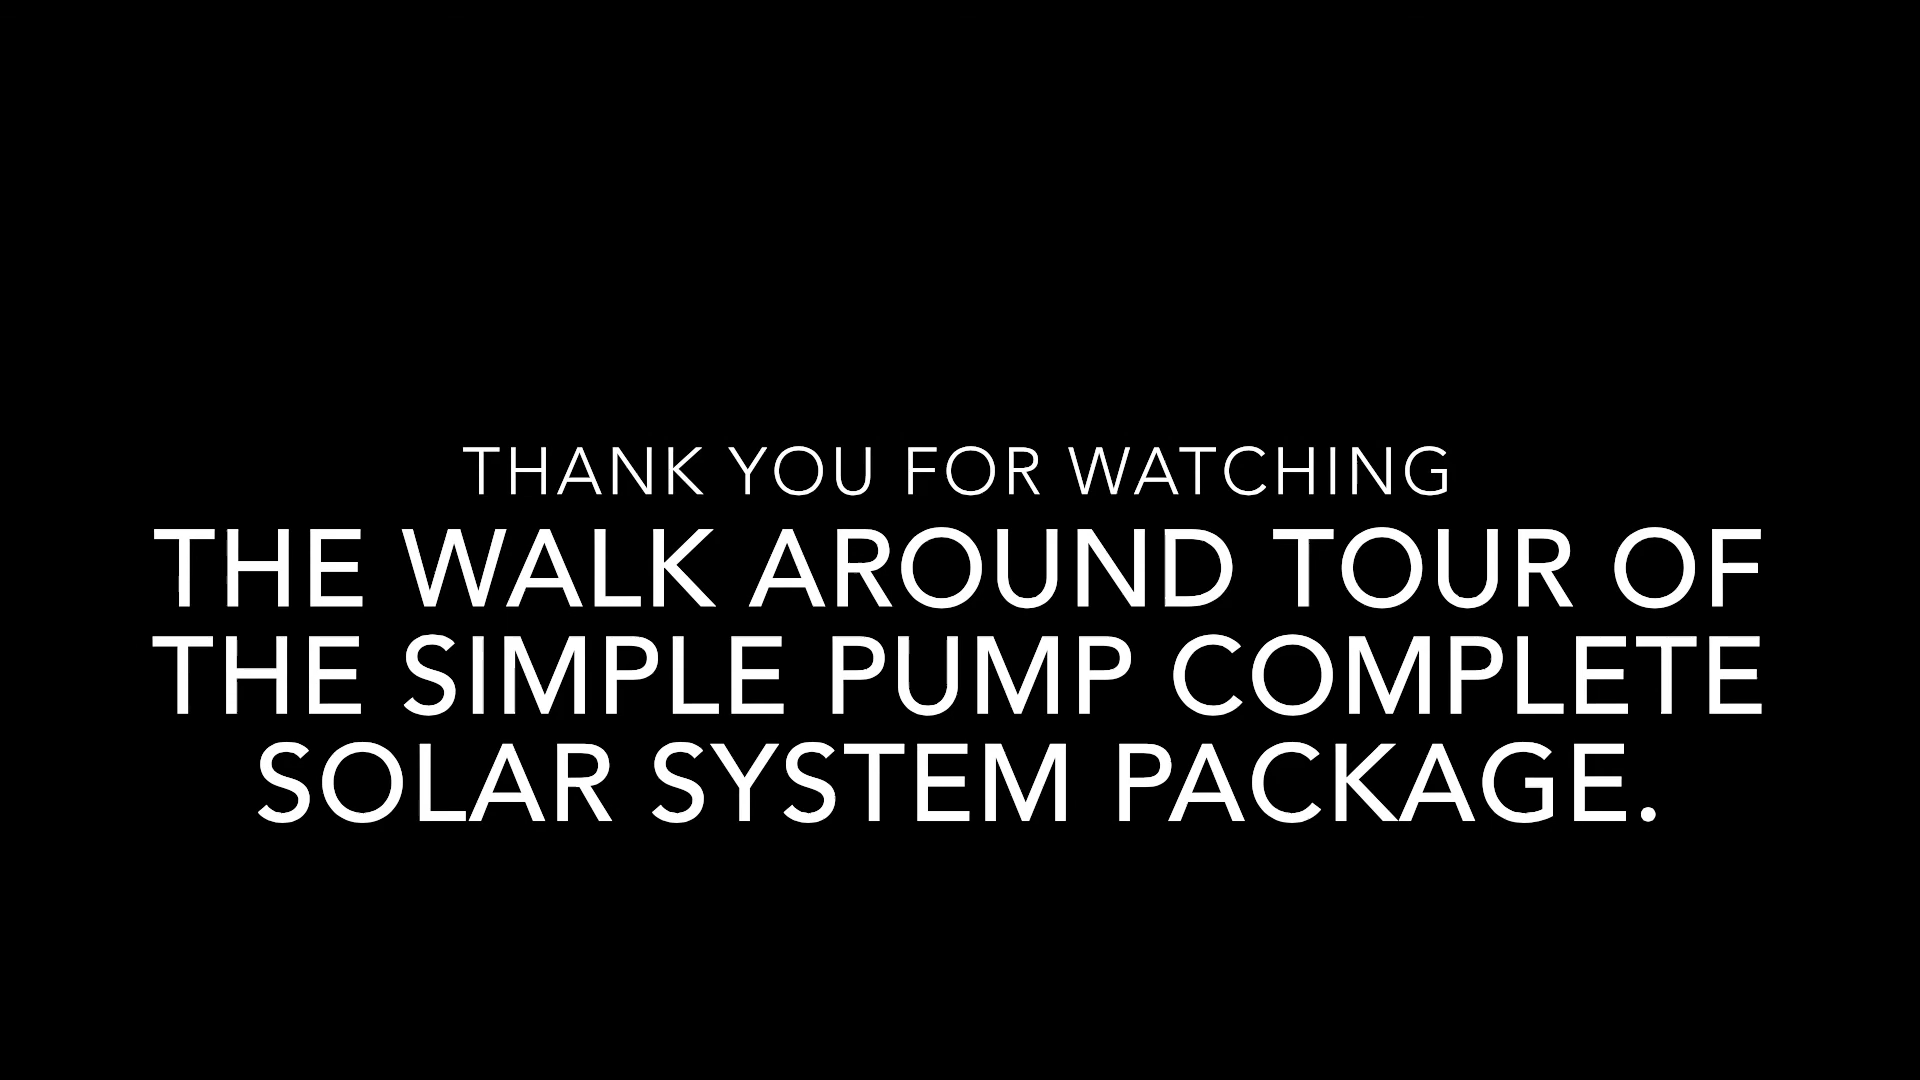 THANK YOU FOR WATCHING
THE WALK AROUND TOUR OF
THE SIMPLE PUMP COMPLETE
SOLAR SYSTEM PACKAGE.